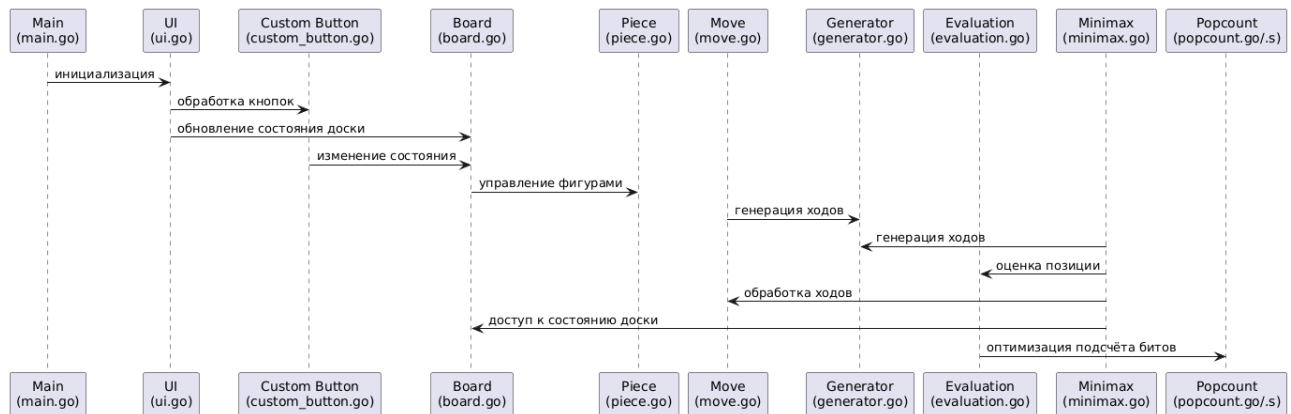 Main
(main.go)
UI
(ui.go)
Custom Button
(custom_button.go)
Board
(board.go)
Piece
(piece.go)
Move
(move.go)
Generator
(generator.go)
Evaluation
(evaluation.go)
Minimax
(minimax.go)
Popcount
(popcount.go/.s)
инициализация
обработка кнопок
обновление состояния доски
изменение состояния
управление фигурами
генерация ходов
генерация ходов
оценка позиции
обработка ходов
доступ к состоянию доски
оптимизация подсчёта битов
Main
(main.go)
UI
(ui.go)
Custom Button
(custom_button.go)
Board
(board.go)
Piece
(piece.go)
Move
(move.go)
Generator
(generator.go)
Evaluation
(evaluation.go)
Minimax
(minimax.go)
Popcount
(popcount.go/.s)